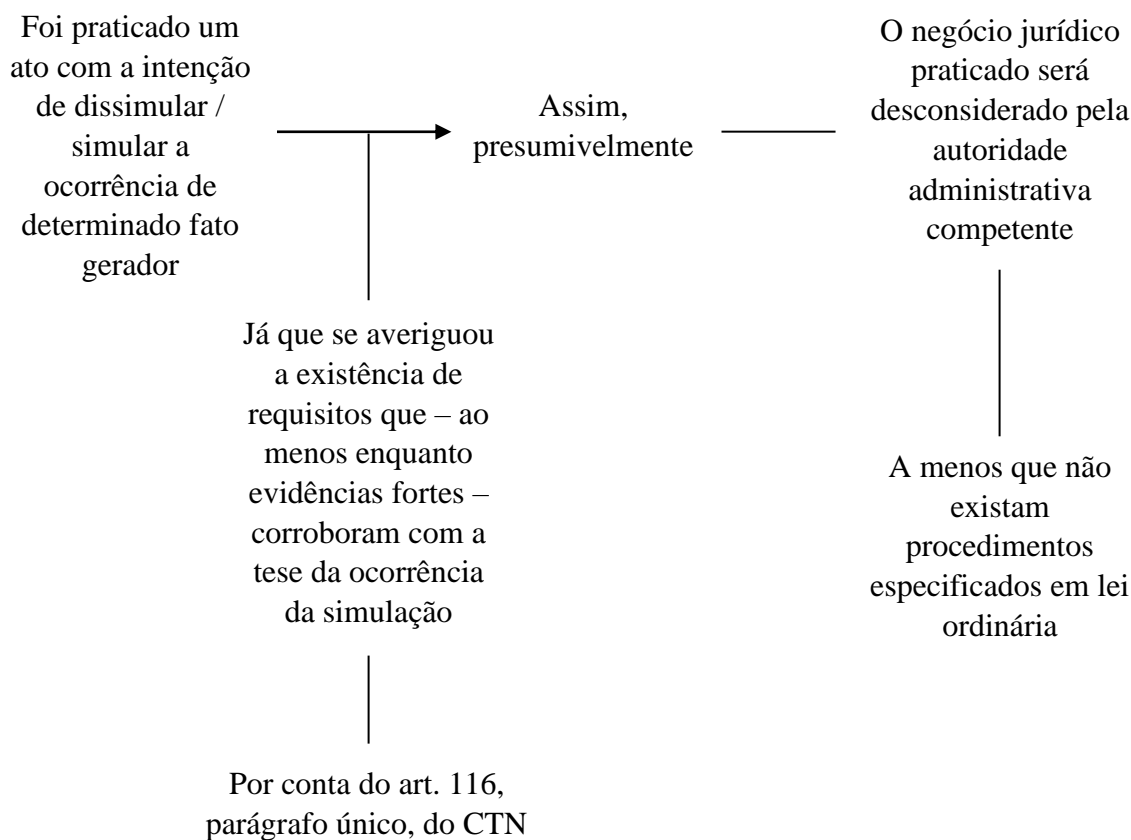 Foi praticado um
ato com a intenção
de dissimular /
simular a
ocorrência de
determinado fato
gerador
Assim,
presumivelmente
O negócio jurídico
praticado será
desconsiderado pela
autoridade
administrativa
competente
Já que se averiguou
a existência de
requisitos que – ao
menos enquanto
evidências fortes –
corroboram com a
tese da ocorrência
da simulação
A menos que não
existam
procedimentos
especificados em lei
ordinária
Por conta do art. 116,
parágrafo único, do CTN